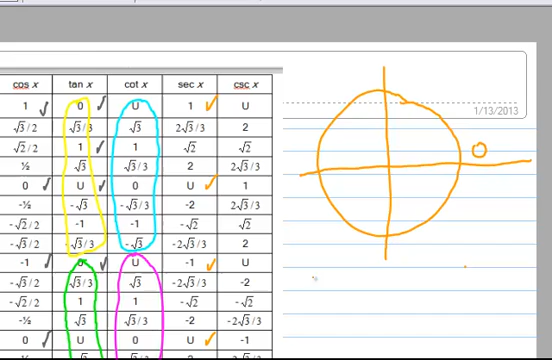 cos x tan x cot x sec x csc x
1 0 U 1 U
√3/2 √3/3 √3 2√3/3 2
√2/2 1 1 √2 √2
½ √3 √3/3 2 2√3/3
0 U 0 U 1
-½ -√3 -√3/3 -2 2√3/3
-√2/2 -1 -1 -√2 √2
-√3/2 -√3/3 -√3 -2√3/3 2
-1 0 U -1 U
-√3/2 √3/3 √3 -2√3/3 -2
-√2/2 1 1 -√2 -√2
-½ √3 √3/3 -2 -2√3/3
0 U 0 U -1
1/13/2013
0